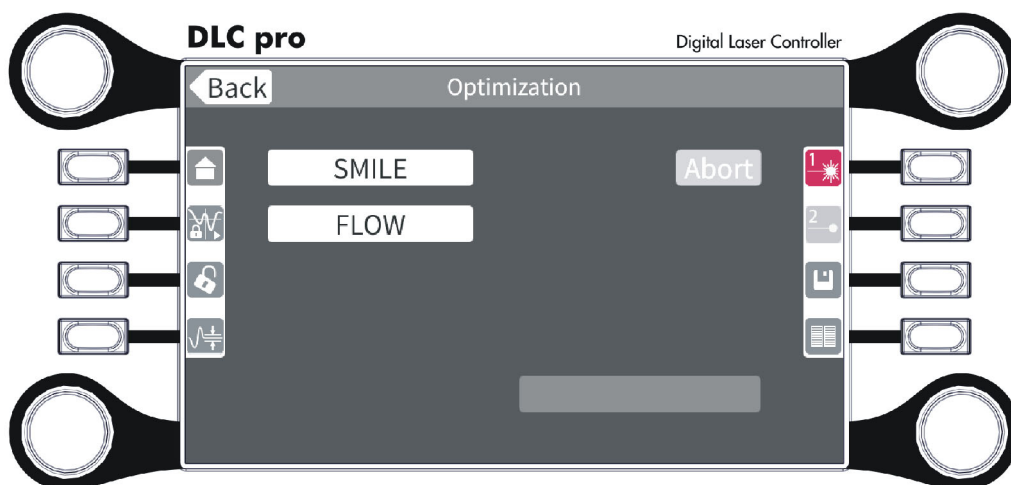 DLC pro
Digital Laser Controller
Back
Optimization
SMILE
Abort
1
FLOW
2